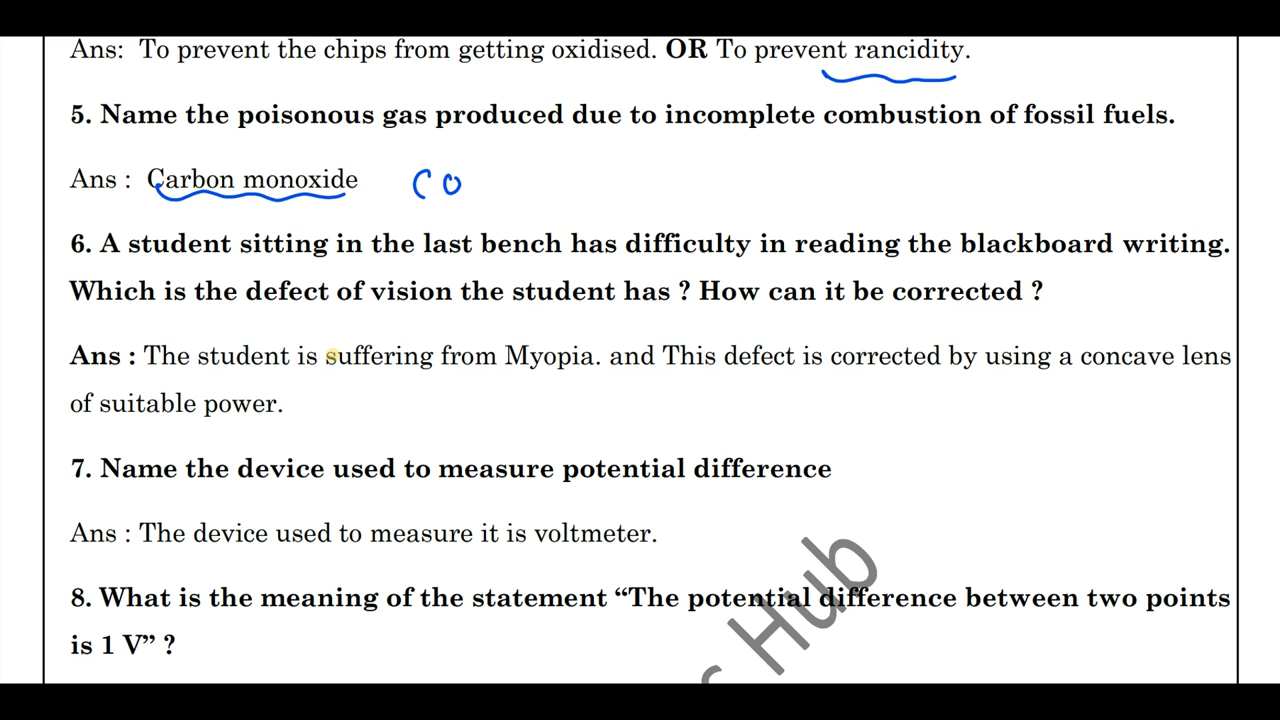 Ans: To prevent the chips from getting oxidised. OR To prevent rancidity.
5. Name the poisonous gas produced due to incomplete combustion of fossil fuels.
Ans : Carbon monoxide CO
6. A student sitting in the last bench has difficulty in reading the blackboard writing.
Which is the defect of vision the student has ? How can it be corrected ?
Ans : The student is suffering from Myopia. and This defect is corrected by using a concave lens
of suitable power.
7. Name the device used to measure potential difference
Ans : The device used to measure it is voltmeter.
8. What is the meaning of the statement “The potential difference between two points
is 1 V” ?
Hub